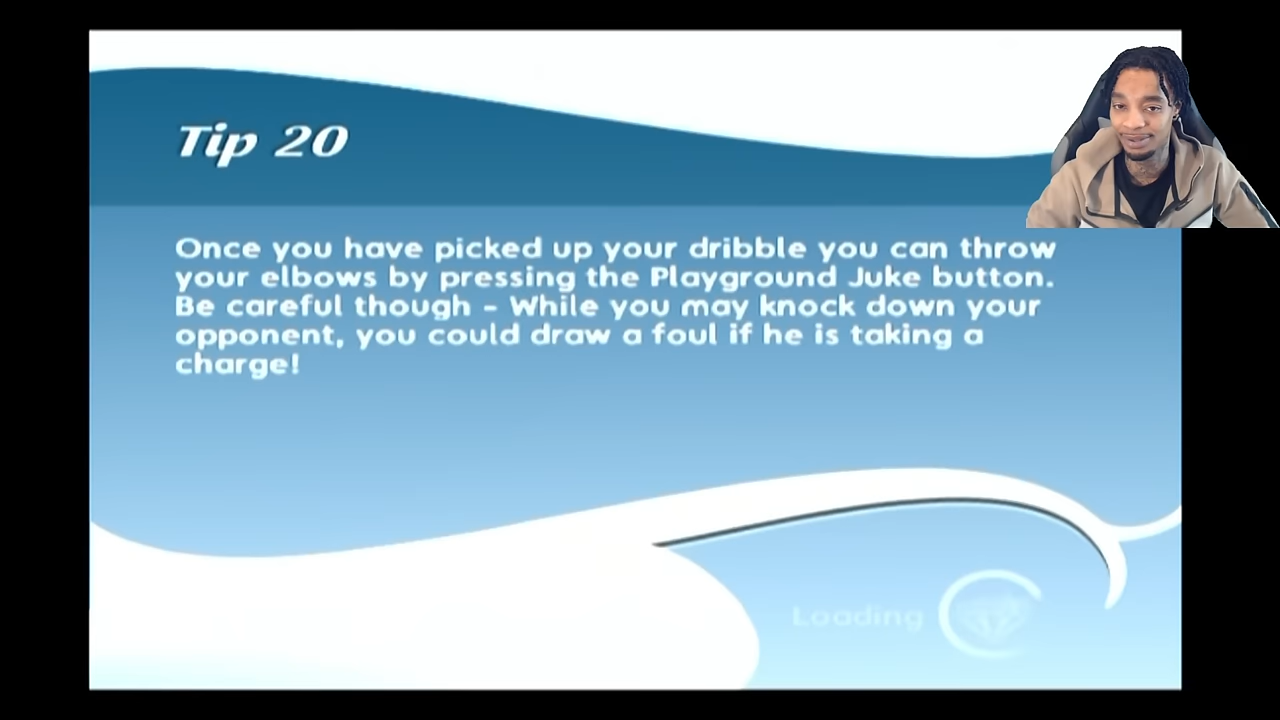 Tip 20
Once you have picked up your dribble you can throw
your elbows by pressing the Playground Juke button.
Be careful though - While you may knock down your
opponent, you could draw a foul if he is taking a
charge!
Loading